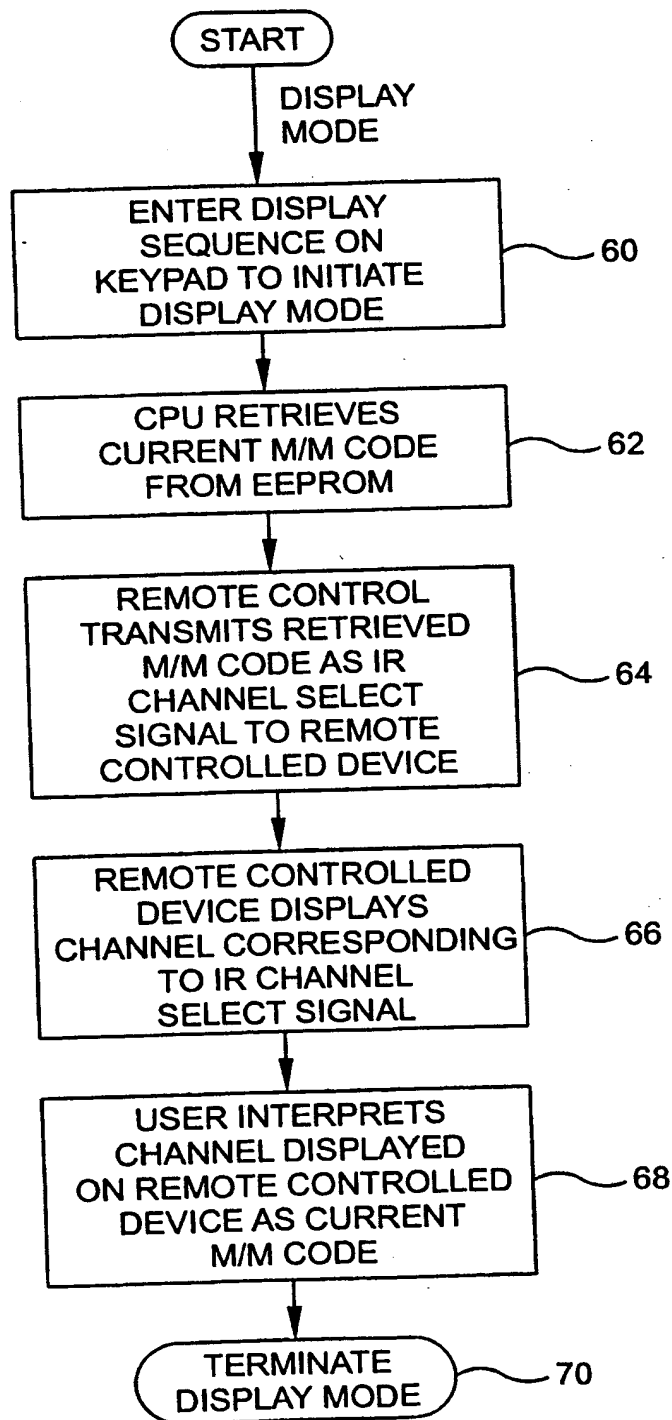 START
DISPLAY
MODE
ENTER DISPLAY
SEQUENCE ON
KEYPAD TO INITIATE
DISPLAY MODE
60
CPU RETRIEVES
CURRENT M/M CODE
FROM EEPROM
62
REMOTE CONTROL
TRANSMITS RETRIEVED
M/M CODE AS IR
CHANNEL SELECT
SIGNAL TO REMOTE
CONTROLLED DEVICE
64
REMOTE CONTROLLED
DEVICE DISPLAYS
CHANNEL CORRESPONDING
TO IR CHANNEL
SELECT SIGNAL
66
USER INTERPRETS
CHANNEL DISPLAYED
ON REMOTE CONTROLLED
DEVICE AS CURRENT
M/M CODE
68
TERMINATE
DISPLAY MODE
70